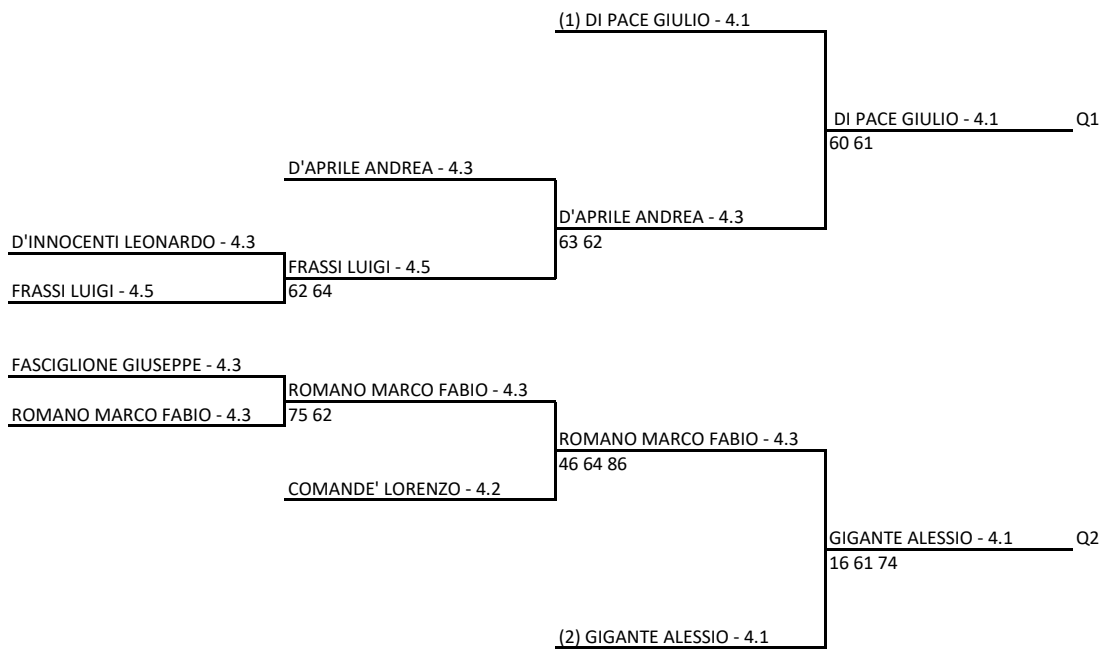 (1) DI PACE GIULIO - 4.1
DI PACE GIULIO - 4.1 Q1
60 61
D'APRILE ANDREA - 4.3
D'APRILE ANDREA - 4.3
63 62
D'INNOCENTI LEONARDO - 4.3
FRASSI LUIGI - 4.5
62 64
FRASSI LUIGI - 4.5
FASCIGLIONE GIUSEPPE - 4.3
ROMANO MARCO FABIO - 4.3
75 62
ROMANO MARCO FABIO - 4.3
ROMANO MARCO FABIO - 4.3
46 64 86
COMANDE' LORENZO - 4.2
GIGANTE ALESSIO - 4.1 Q2
16 61 74
(2) GIGANTE ALESSIO - 4.1